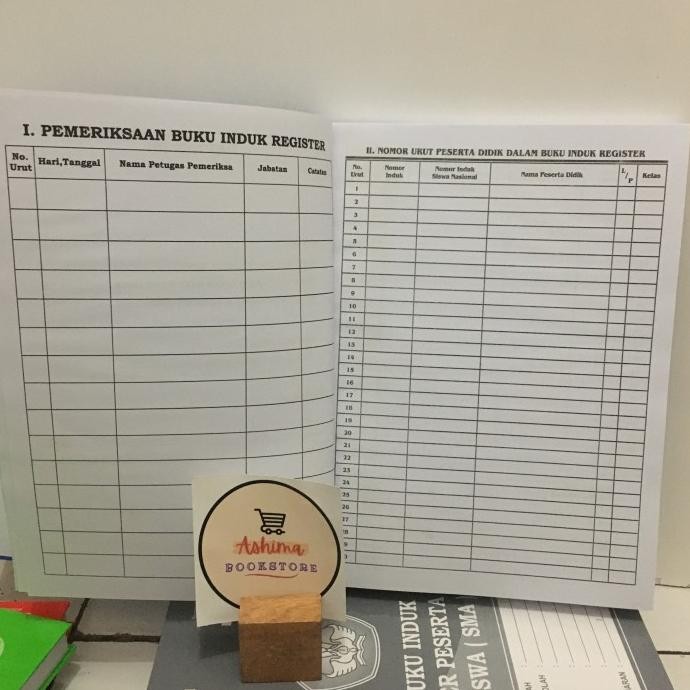 I. PEMERIKSAAN BUKU INDUK REGISTER
No. Urut
Hari,Tanggal
Nama Petugas Pemeriksa
Jabatan
Catatan
II. NOMOR URUT PESERTA DIDIK DALAM BUKU INDUK REGISTER
No. Urut
Nomor Induk
Nomor Induk Siswa Nasional
Nama Peserta Didik
L/P
Kelas
1
2
3
4
5
6
7
8
9
10
11
12
13
14
15
16
17
18
19
20
21
22
23
24
25
26
27
28
9
Ashima
BOOKSTORE
BUKU INDUK
ER PESERTA
SWA ( SMA